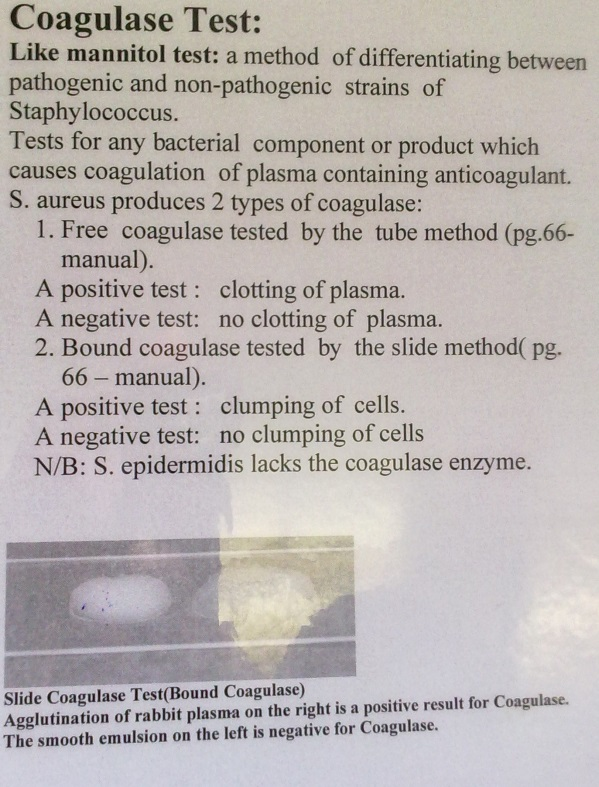 Coagulase Test:
Like mannitol test: a method of differentiating between
pathogenic and non-pathogenic strains of
Staphylococcus.
Tests for any bacterial component or product which
causes coagulation of plasma containing anticoagulant.
S. aureus produces 2 types of coagulase:
1. Free coagulase tested by the tube method (pg.66-
manual).
A positive test : clotting of plasma.
A negative test: no clotting of plasma.
2. Bound coagulase tested by the slide method( pg.
66 – manual).
A positive test : clumping of cells.
A negative test: no clumping of cells
N/B: S. epidermidis lacks the coagulase enzyme.
Slide Coagulase Test(Bound Coagulase)
Agglutination of rabbit plasma on the right is a positive result for Coagulase.
The smooth emulsion on the left is negative for Coagulase.